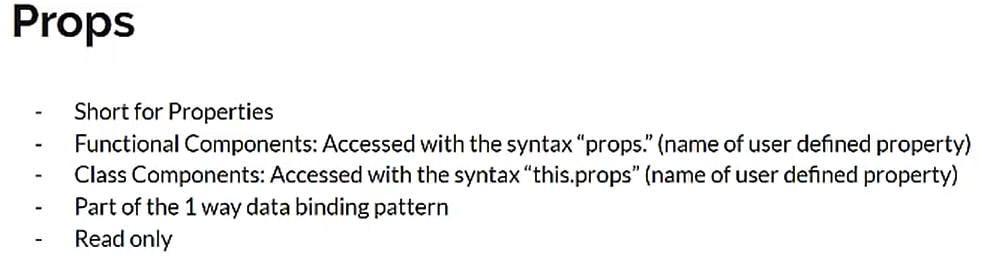 Props
- Short for Properties
- Functional Components: Accessed with the syntax “props.” (name of user defined property)
- Class Components: Accessed with the syntax “this.props” (name of user defined property)
- Part of the 1 way data binding pattern
- Read only